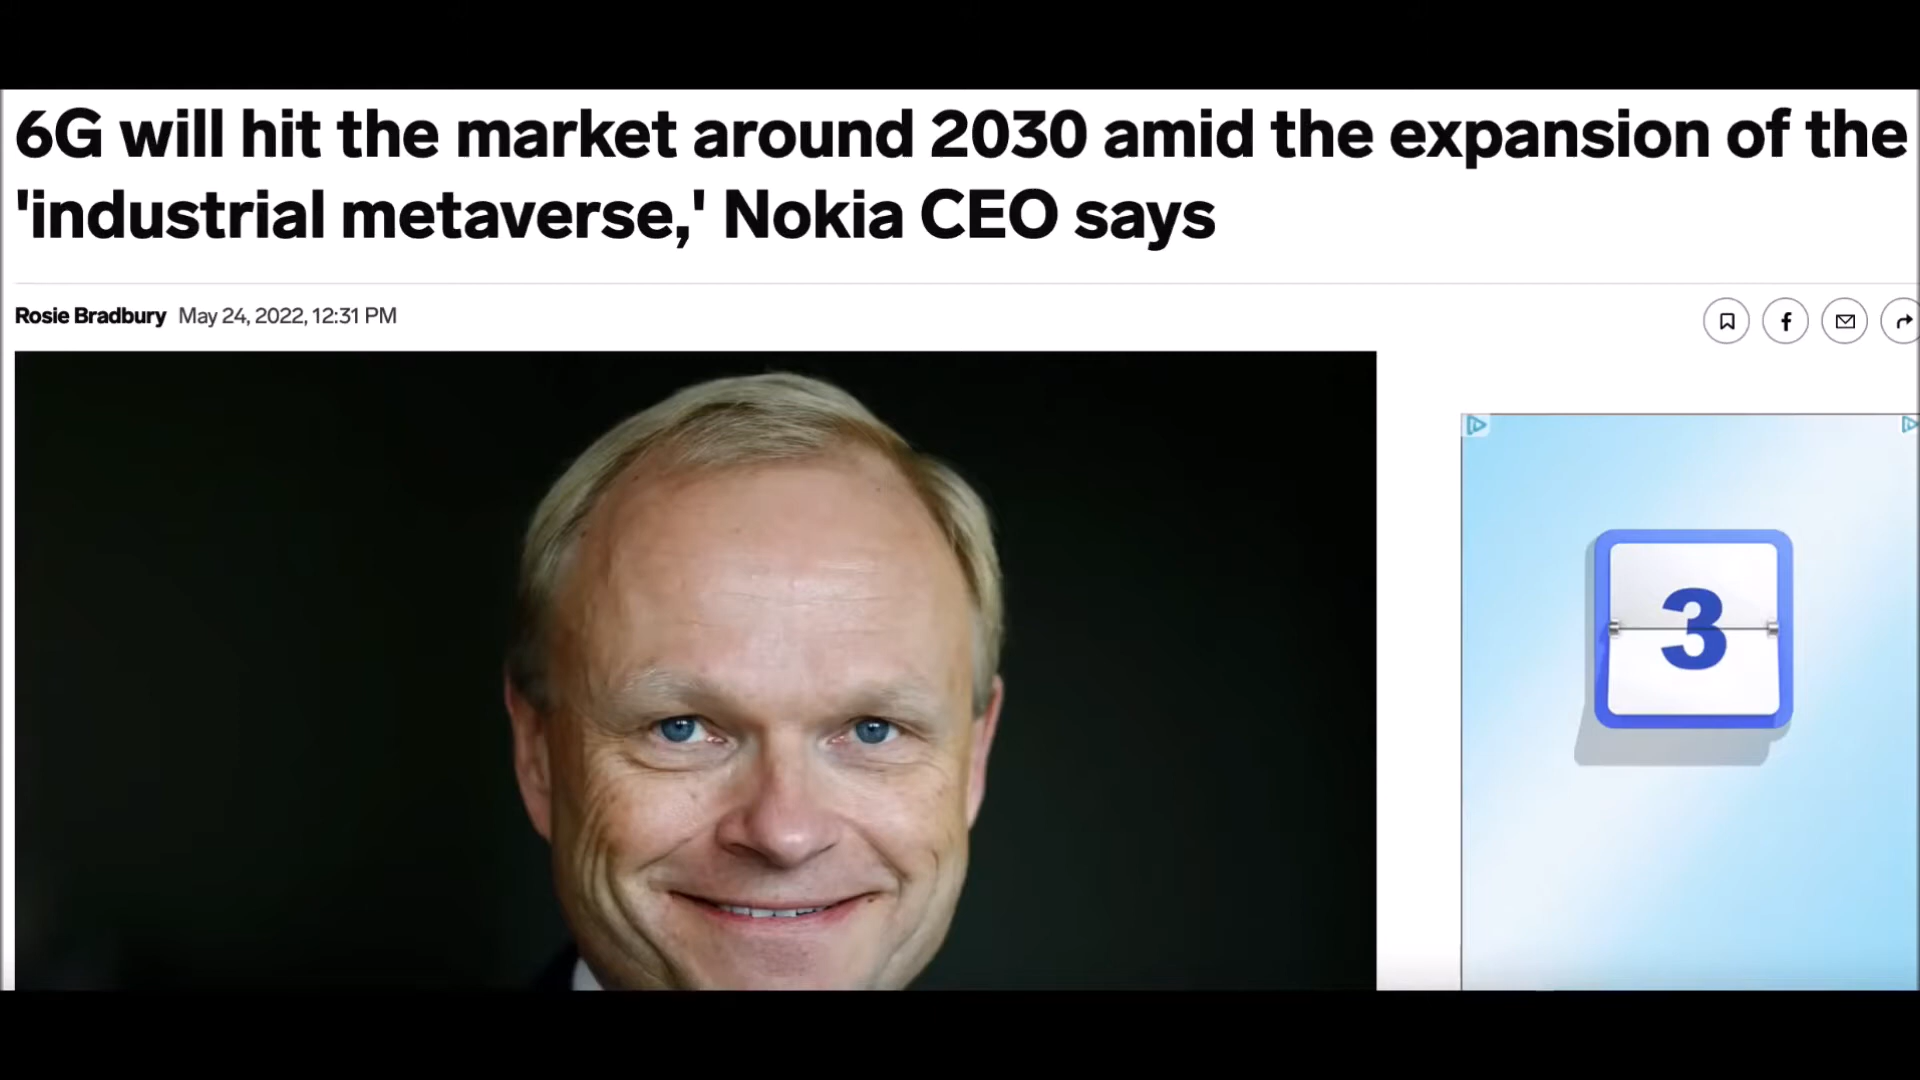 6G will hit the market around 2030 amid the expansion of the
'industrial metaverse,' Nokia CEO says
Rosie Bradbury May 24, 2022, 12:31 PM
3